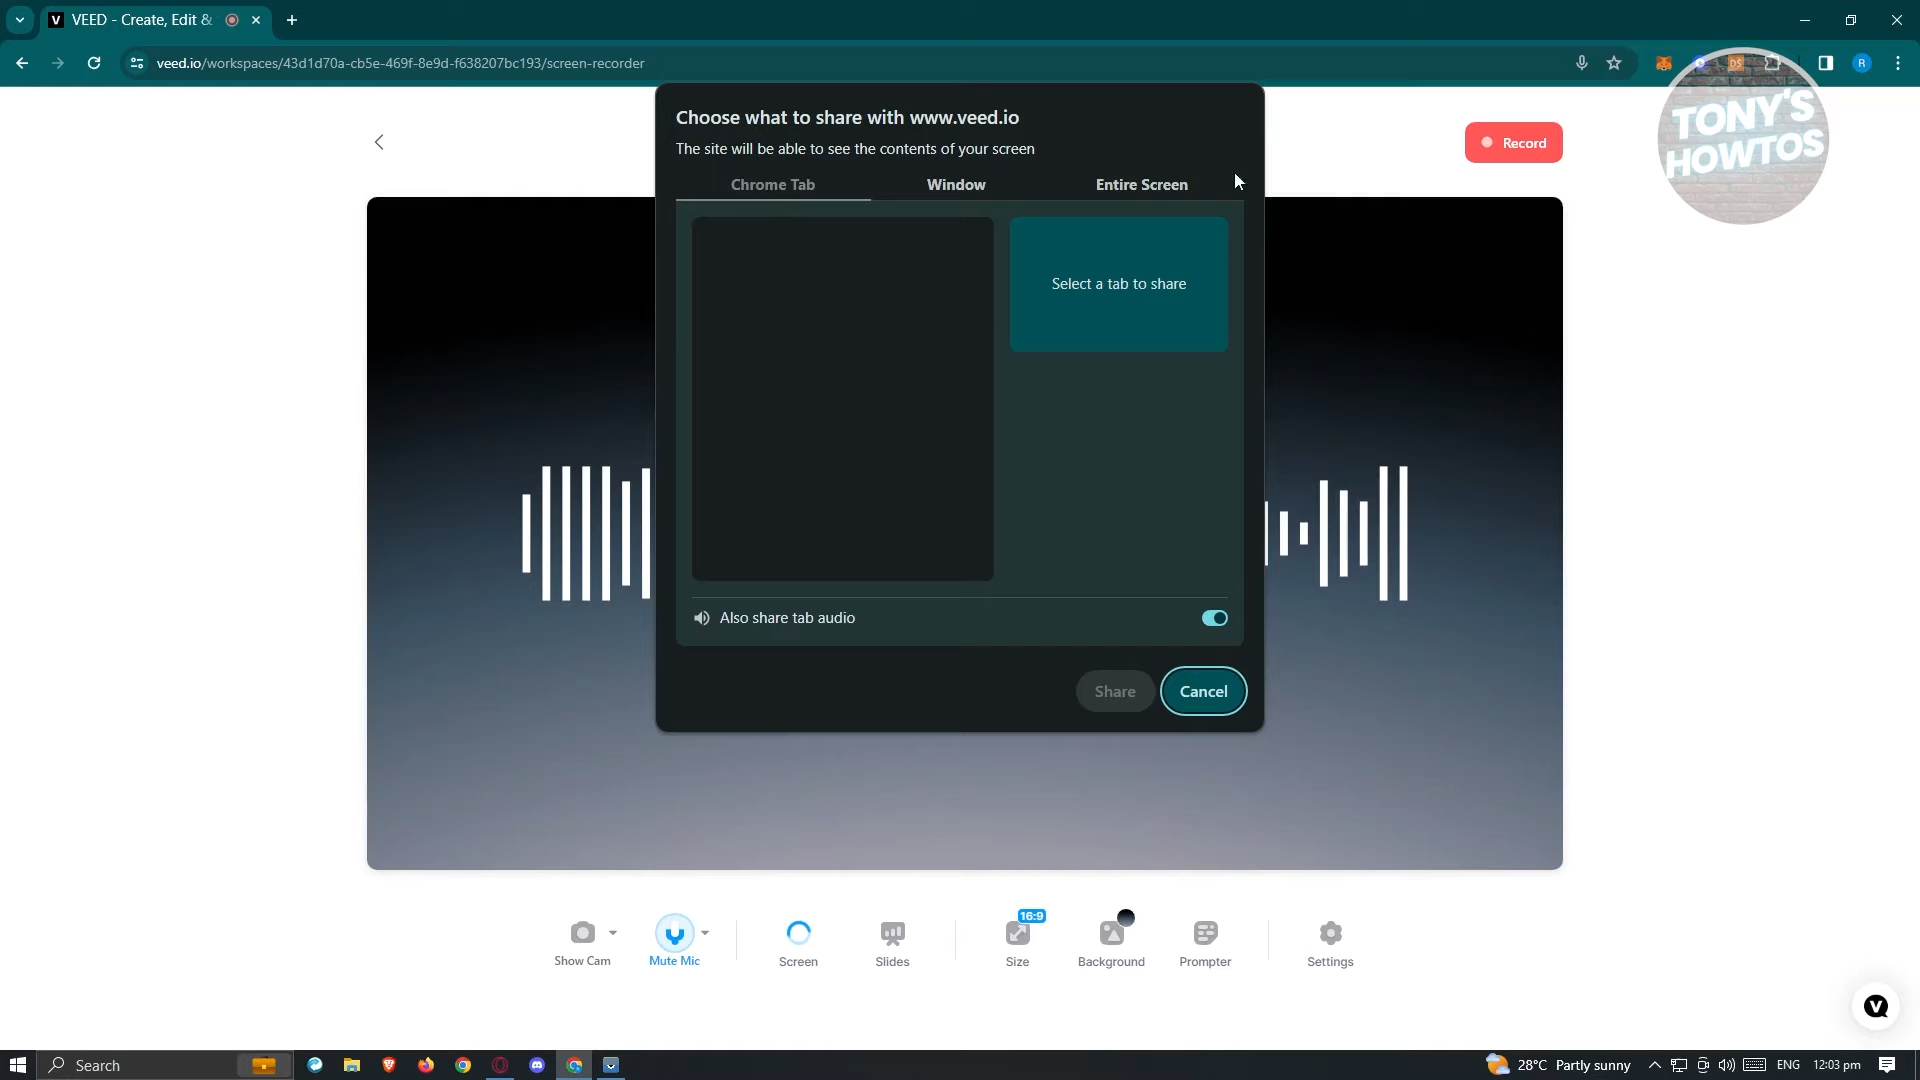 VEED - Create, Edit &
veed.io/workspaces/43d1d70a-cb5e-469f-8e9d-f638207bc193/screen-recorder
DS
R
TONY'S
HOWTOS
Choose what to share with www.veed.io
The site will be able to see the contents of your screen
Record
Chrome Tab
Window
Entire Screen
Select a tab to share
Also share tab audio
Share
Cancel
16:9
Show Cam
Mute Mic
Screen
Slides
Size
Background
Prompter
Settings
Search
28°C Partly sunny
ENG
12:03 pm